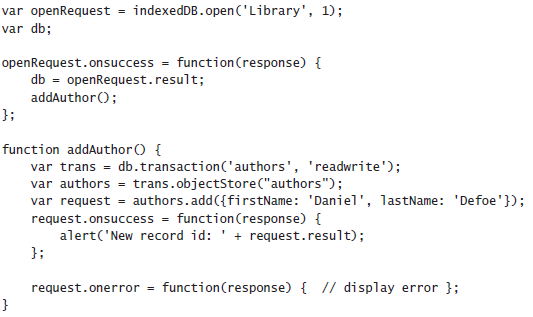 var openRequest = indexedDB.open('Library', 1);
var db;

openRequest.onsuccess = function(response) {
    db = openRequest.result;
    addAuthor();
};

function addAuthor() {
    var trans = db.transaction('authors', 'readwrite');
    var authors = trans.objectStore("authors");
    var request = authors.add({firstName: 'Daniel', lastName: 'Defoe'});
    request.onsuccess = function(response) {
        alert('New record id: ' + request.result);
    };

    request.onerror = function(response) {  // display error };
}